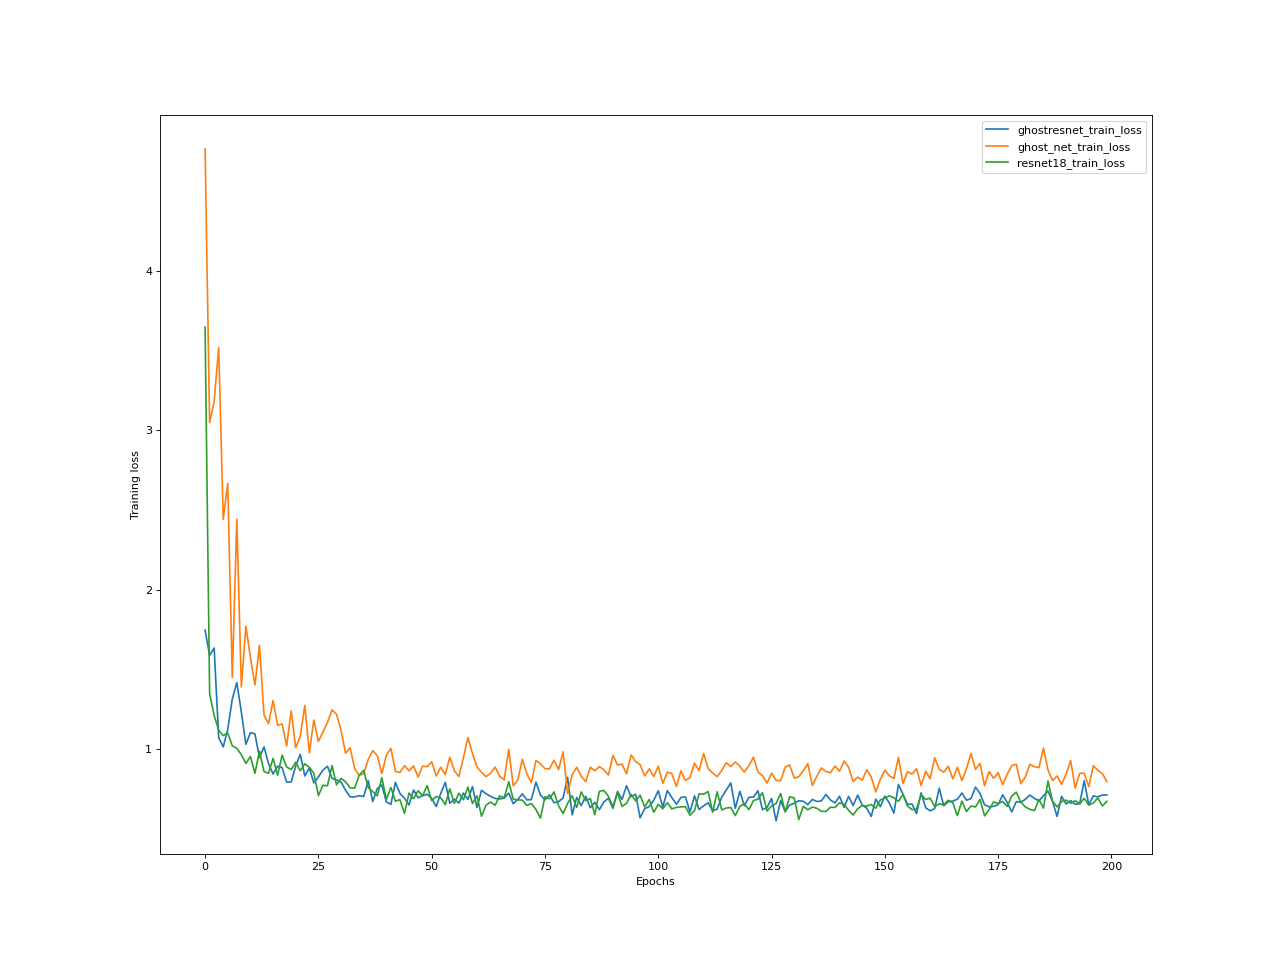 ghostresnet_train_loss
ghost_net_train_loss
resnet18_train_loss
4
3
2
1
Training loss
0 25 50 75 100 125 150 175 200
Epochs